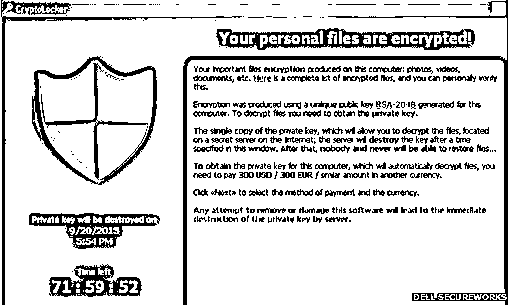 CryptoLocker
Your personal files are encrypted!
Your important files encryption produced on this computer: photos, videos,
documents, etc. Here is a complete list of encrypted files, and you can personally verify
this.
Encryption was produced using a unique public key RSA-2048 generated for this
computer. To decrypt files you need to obtain the private key.
The single copy of the private key, which will allow you to decrypt the files, located
on a secret server on the Internet; the server will destroy the key after a time
specified in this window. After that, nobody and never will be able to restore files...
To obtain the private key for this computer, which will automatically decrypt files, you
need to pay 300 USD / 300 EUR / similar amount in another currency.
Click «Next» to select the method of payment and the currency.
Any attempt to remove or damage this software will lead to the immediate
destruction of the private key by server.
Private key will be destroyed on
9/20/2013
5:54 PM
Time left
71:59:52
DELL SECUREWORKS